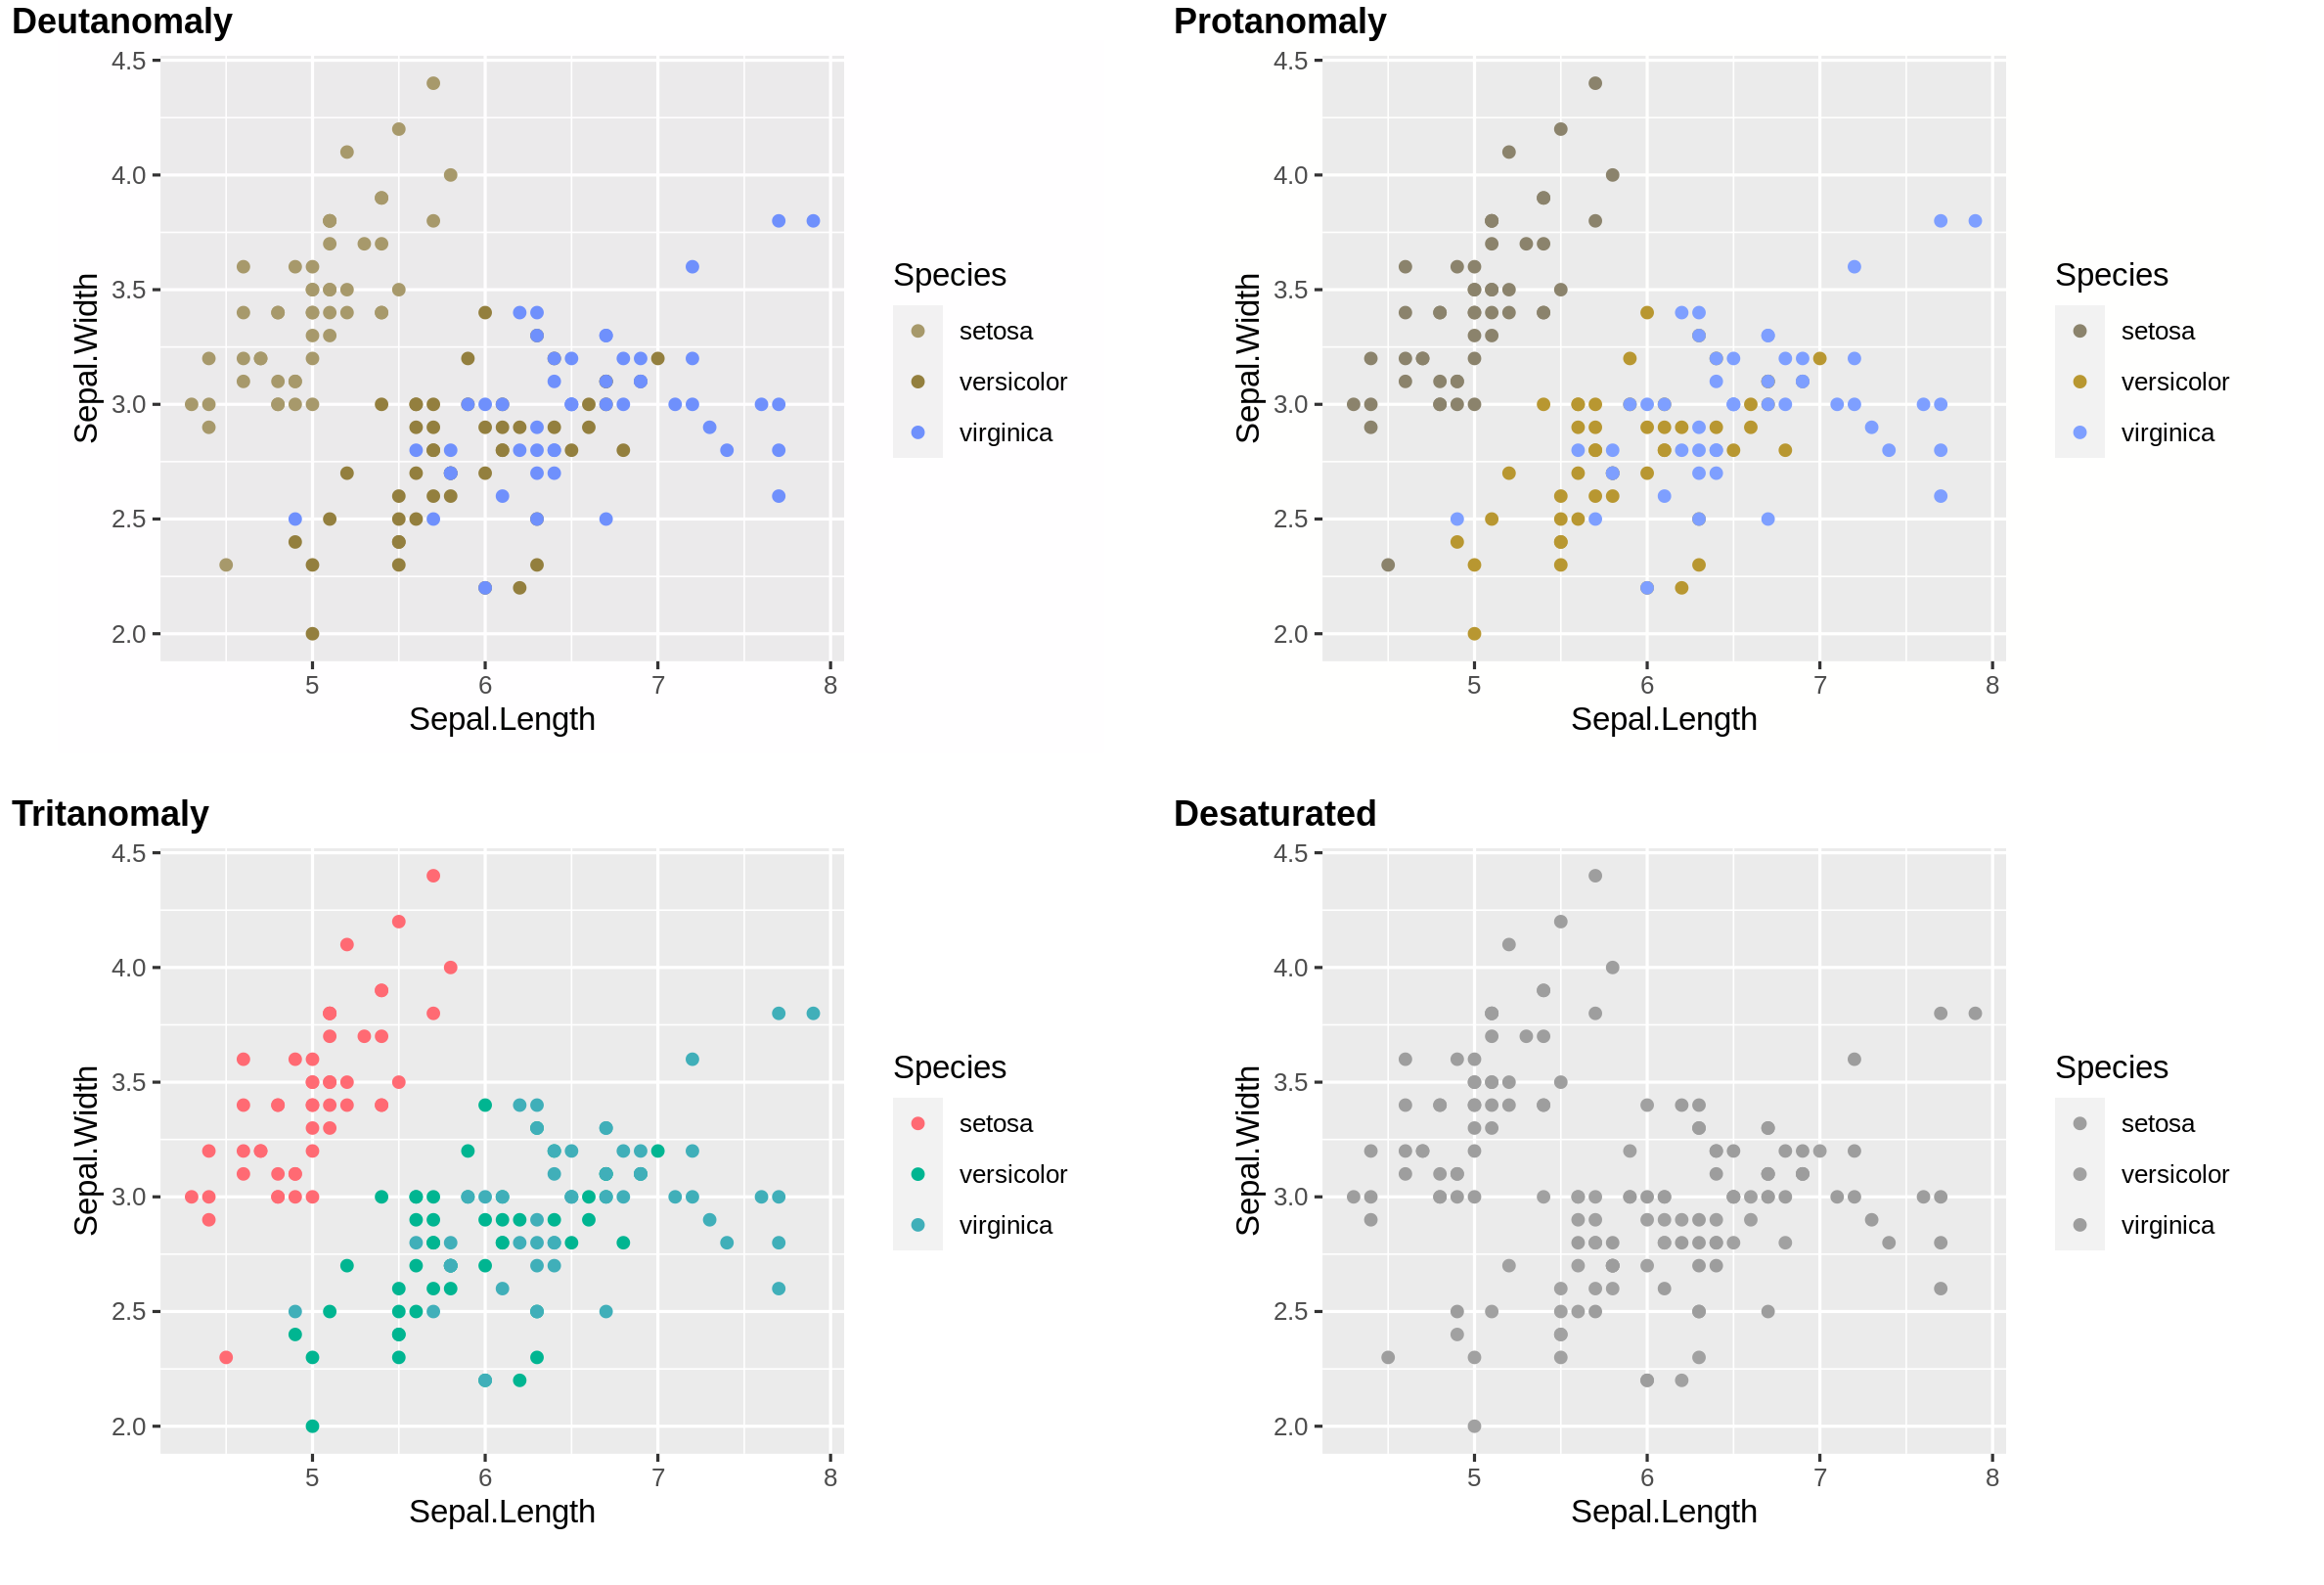 Deutanomaly
4.5
4.0
3.5
3.0
2.5
2.0
Sepal.Width
5 6 7 8
Sepal.Length
Species
setosa
versicolor
virginica
Protanomaly
4.5
4.0
3.5
3.0
2.5
2.0
Sepal.Width
5 6 7 8
Sepal.Length
Species
setosa
versicolor
virginica
Tritanomaly
4.5
4.0
3.5
3.0
2.5
2.0
Sepal.Width
5 6 7 8
Sepal.Length
Species
setosa
versicolor
virginica
Desaturated
4.5
4.0
3.5
3.0
2.5
2.0
Sepal.Width
5 6 7 8
Sepal.Length
Species
setosa
versicolor
virginica